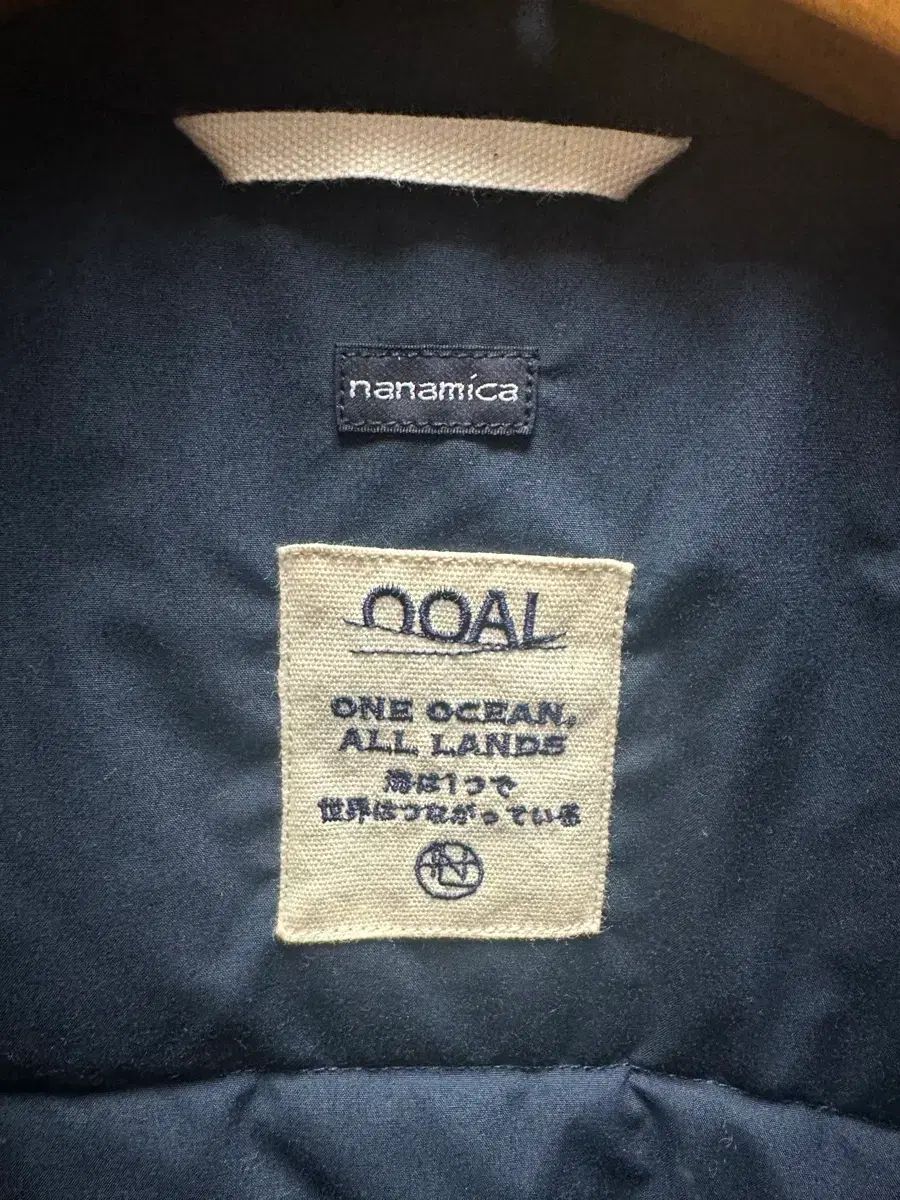 nanamica
OOAL
ONE OCEAN,
ALL LANDS
海は1つで
世界はつながっている
N